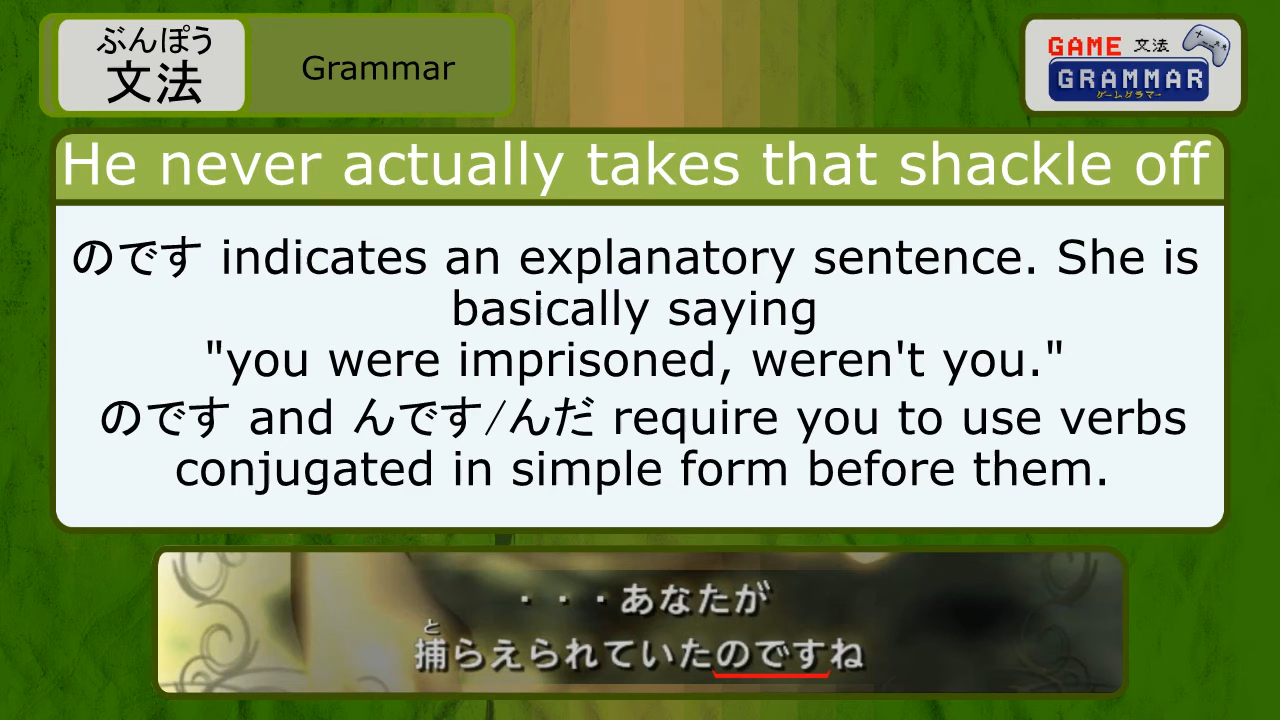 ぶんぽう
文法
Grammar
GAME 文法
GRAMMAR
ゲームグラマー
He never actually takes that shackle off
のです indicates an explanatory sentence. She is
basically saying
"you were imprisoned, weren't you."
のです and んです/んだ require you to use verbs
conjugated in simple form before them.
・・・あなたが
と
捕らえられていたのですね